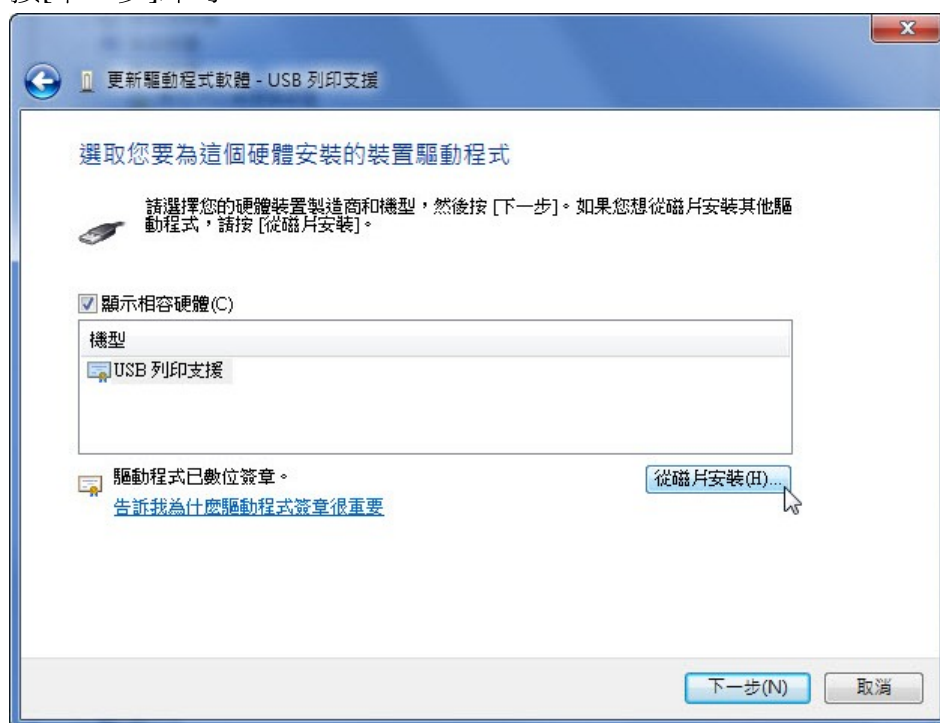 更新驅動程式軟體 - USB 列印支援
選取您要為這個硬體安裝的裝置驅動程式
請選擇您的硬體裝置製造商和機型，然後按 [下一步]。如果您想從磁片安裝其他驅
動程式，請按 [從磁片安裝]。
顯示相容硬體(C)
機型
USB 列印支援
驅動程式已數位簽章。
從磁片安裝(H)...
告訴我為什麼驅動程式簽章很重要
下一步(N)
取消